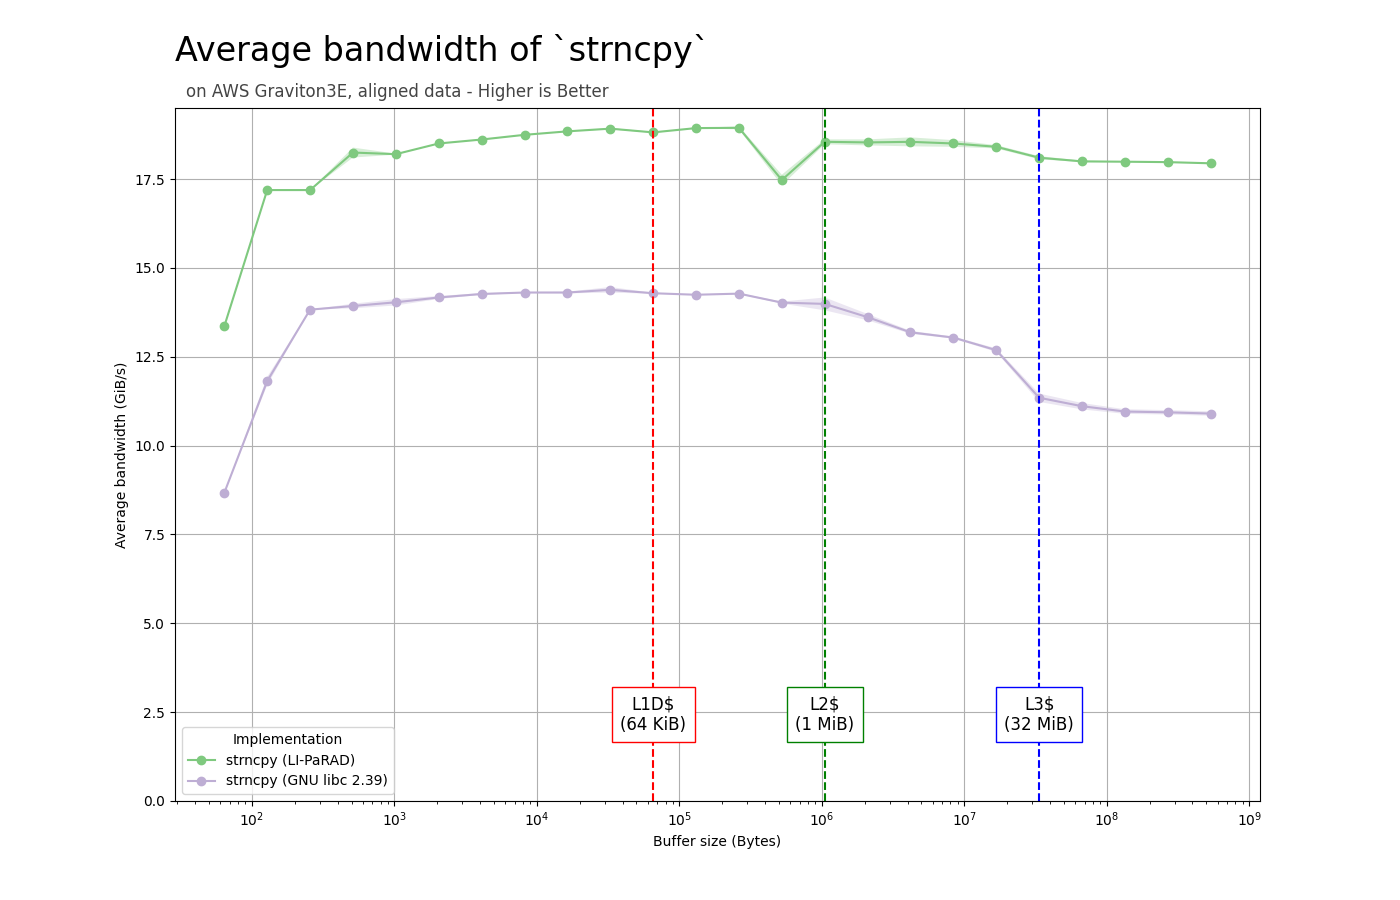 Average bandwidth of `strncpy`
on AWS Graviton3E, aligned data - Higher is Better
Average bandwidth (GiB/s)
17.5
15.0
12.5
10.0
7.5
5.0
2.5
0.0
L1D$
(64 KiB)
L2$
(1 MiB)
L3$
(32 MiB)
Implementation
strncpy (LI-PaRAD)
strncpy (GNU libc 2.39)
10² 10³ 10⁴ 10⁵ 10⁶ 10⁷ 10⁸ 10⁹
Buffer size (Bytes)